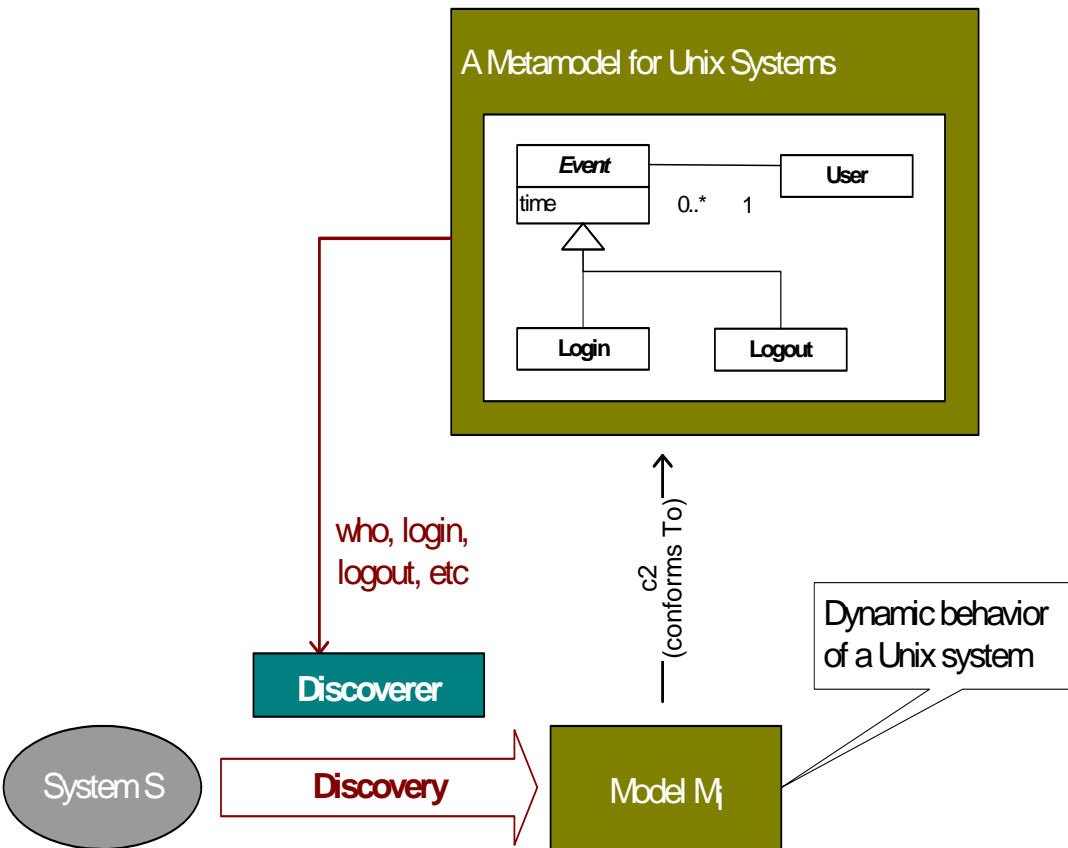 A Metamodel for Unix Systems
Event
User
time
0..* 1
Login
Logout
who, login,
logout, etc
c2
(conforms To)
Dynamic behavior
of a Unix system
Discoverer
System S
Discovery
Model Mj